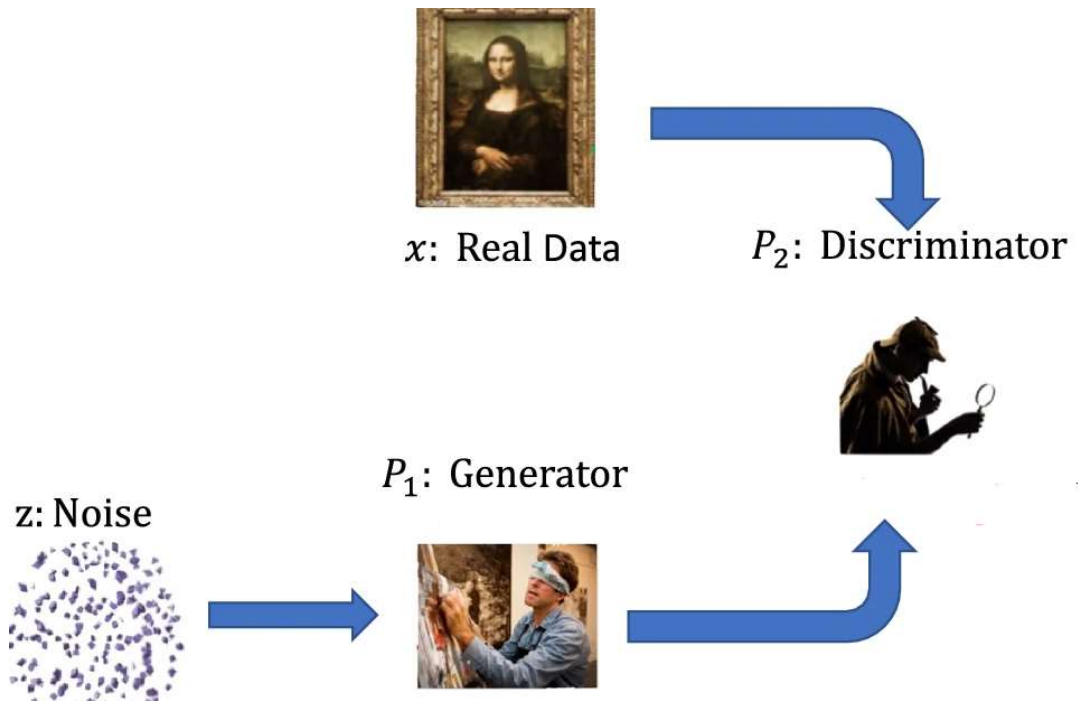 x: Real Data
P₂: Discriminator
P₁: Generator
z: Noise